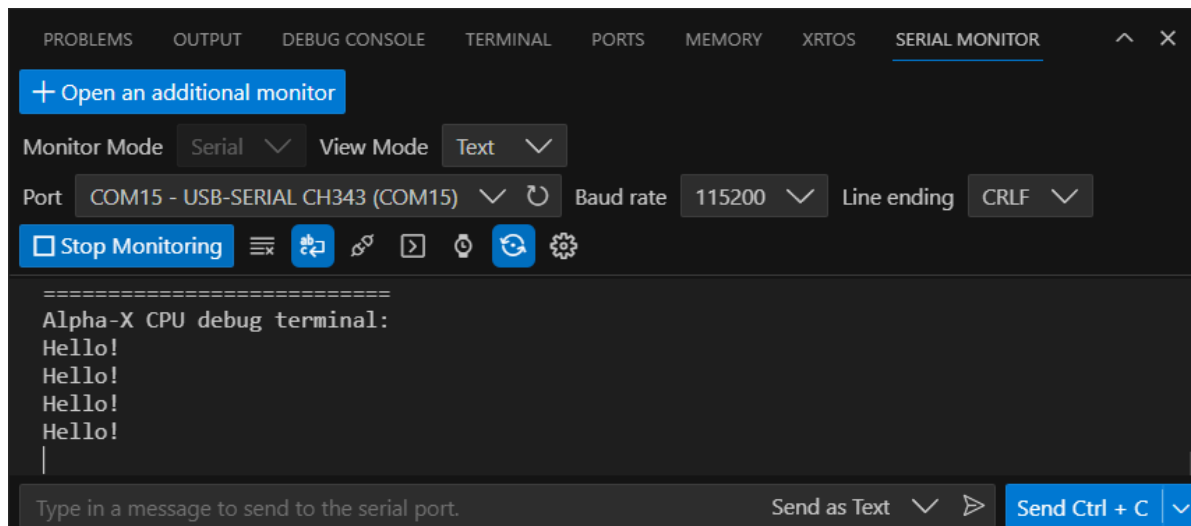 PROBLEMS OUTPUT DEBUG CONSOLE TERMINAL PORTS MEMORY XRTOS SERIAL MONITOR
Open an additional monitor
Monitor Mode Serial View Mode Text
Port COM15 - USB-SERIAL CH343 (COM15) Baud rate 115200 Line ending CRLF
Stop Monitoring
===========================
Alpha-X CPU debug terminal:
Hello!
Hello!
Hello!
Hello!
Type in a message to send to the serial port. Send as Text Send Ctrl + C